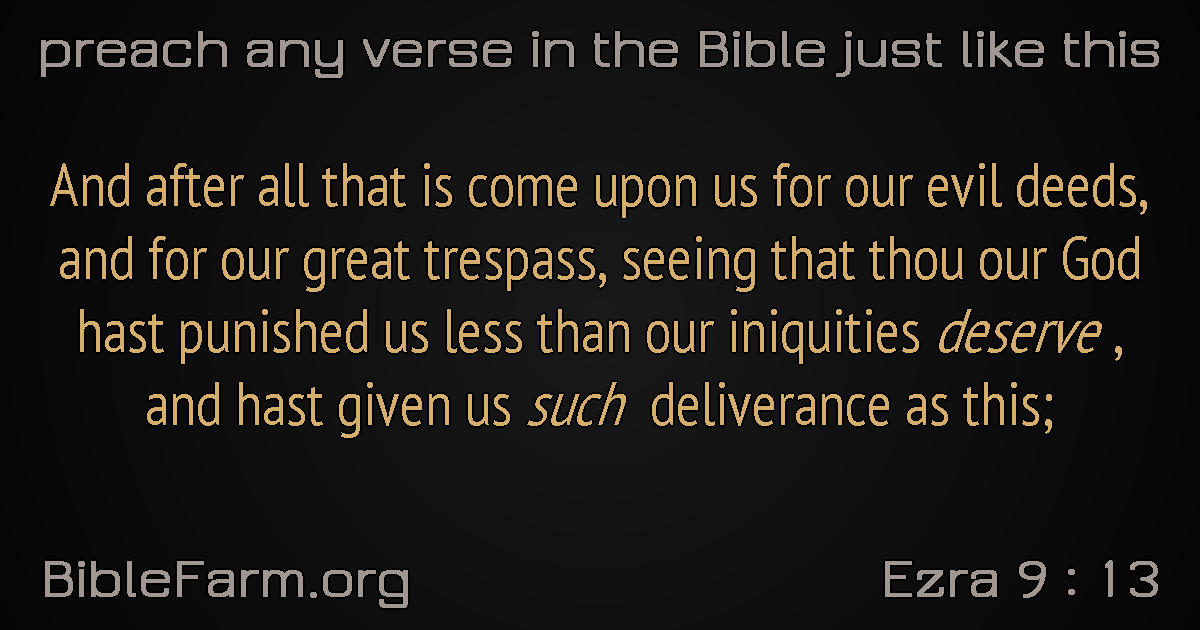 preach any verse in the Bible just like this
And after all that is come upon us for our evil deeds,
and for our great trespass, seeing that thou our God
hast punished us less than our iniquities deserve ,
and hast given us such deliverance as this;
BibleFarm.org
Ezra 9 : 13